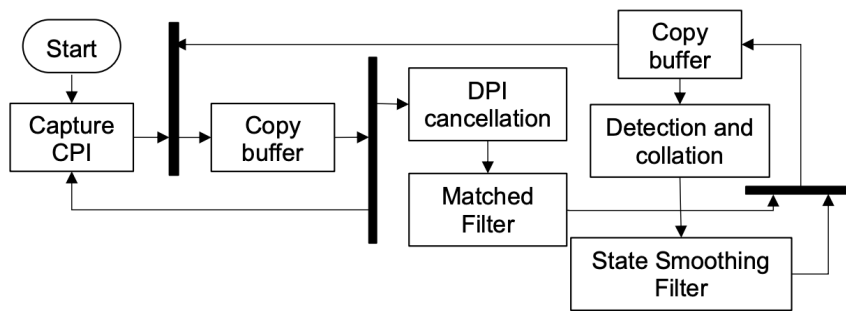 Start
Capture
CPI
Copy
buffer
DPI
cancellation
Matched
Filter
Copy
buffer
Detection and
collation
State Smoothing
Filter